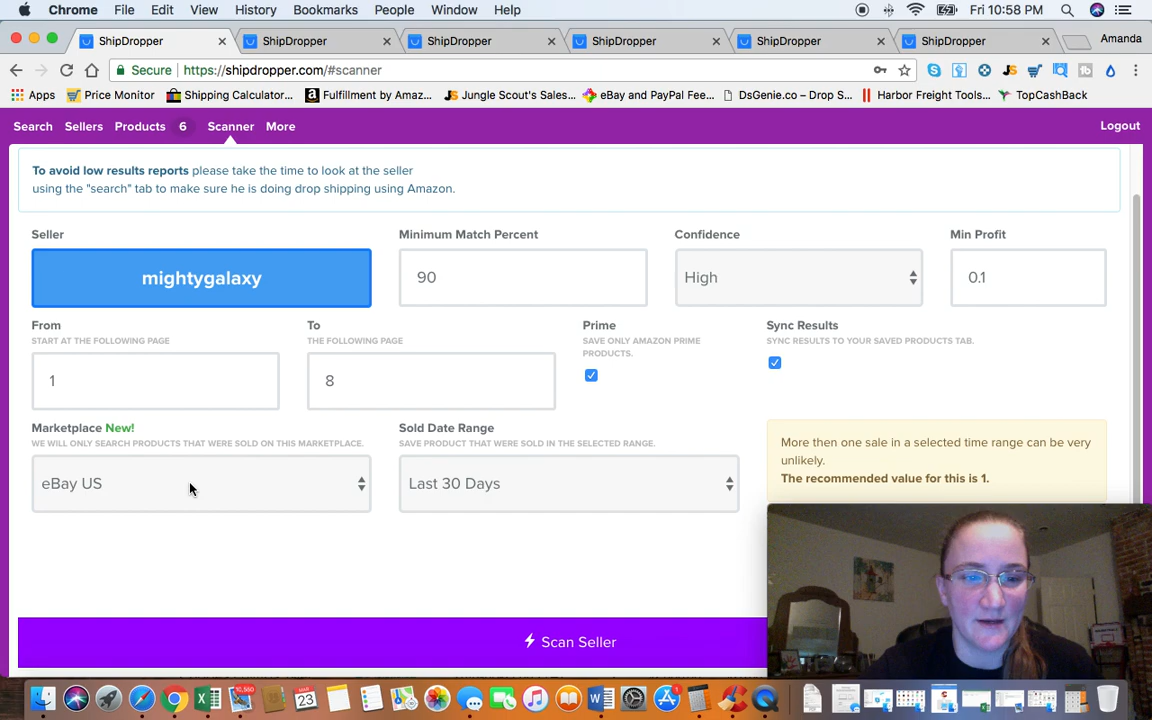 Chrome File Edit View History Bookmarks People Window Help Fri 10:58 PM
ShipDropper ShipDropper ShipDropper ShipDropper ShipDropper ShipDropper Amanda
Secure https://shipdropper.com/#scanner
Apps Price Monitor Shipping Calculator... Fulfillment by Amaz... Jungle Scout's Sales... eBay and PayPal Fee... DsGenie.co – Drop S... Harbor Freight Tools... TopCashBack
Search Sellers Products 6 Scanner More Logout
To avoid low results reports please take the time to look at the seller
using the "search" tab to make sure he is doing drop shipping using Amazon.
Seller Minimum Match Percent Confidence Min Profit
mightygalaxy 90 High 0.1
From To Prime Sync Results
START AT THE FOLLOWING PAGE THE FOLLOWING PAGE SAVE ONLY AMAZON PRIME PRODUCTS. SYNC RESULTS TO YOUR SAVED PRODUCTS TAB.
1 8
Marketplace New! Sold Date Range
WE WILL ONLY SEARCH PRODUCTS THAT WERE SOLD ON THIS MARKETPLACE. SAVE PRODUCT THAT WERE SOLD IN THE SELECTED RANGE.
eBay US Last 30 Days
More then one sale in a selected time range can be very
unlikely.
The recommended value for this is 1.
Scan Seller